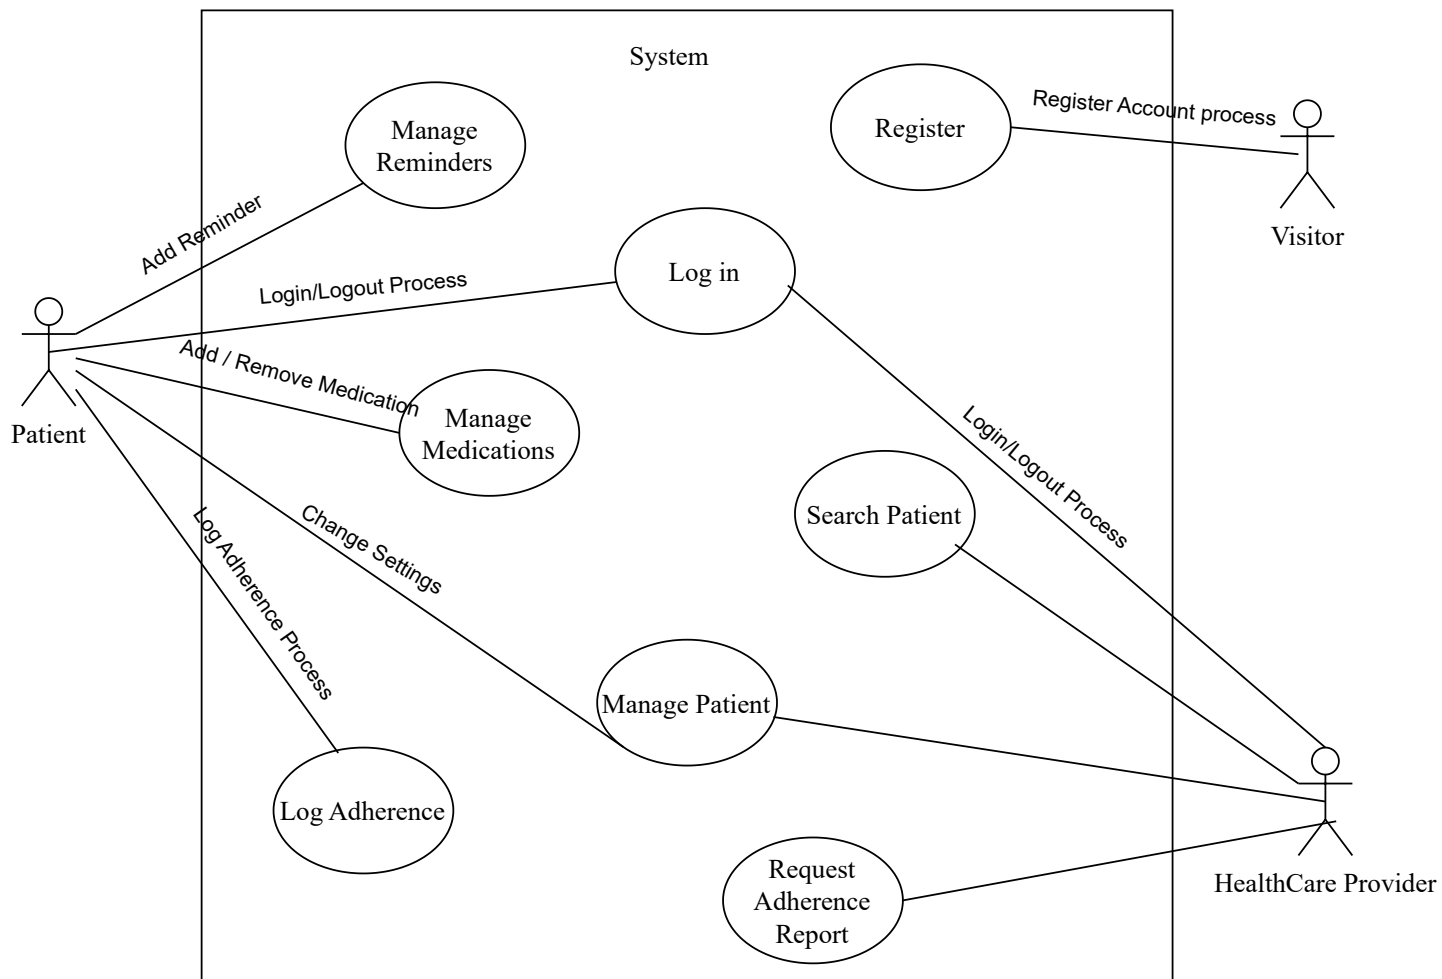 System
Manage
Reminders
Register
Register Account process
Visitor
Add Reminder
Login/Logout Process
Log in
Add / Remove Medication
Manage
Medications
Patient
Login/Logout Process
Search Patient
Change Settings
Log Adherence Process
Manage Patient
Log Adherence
Request
Adherence
Report
HealthCare Provider